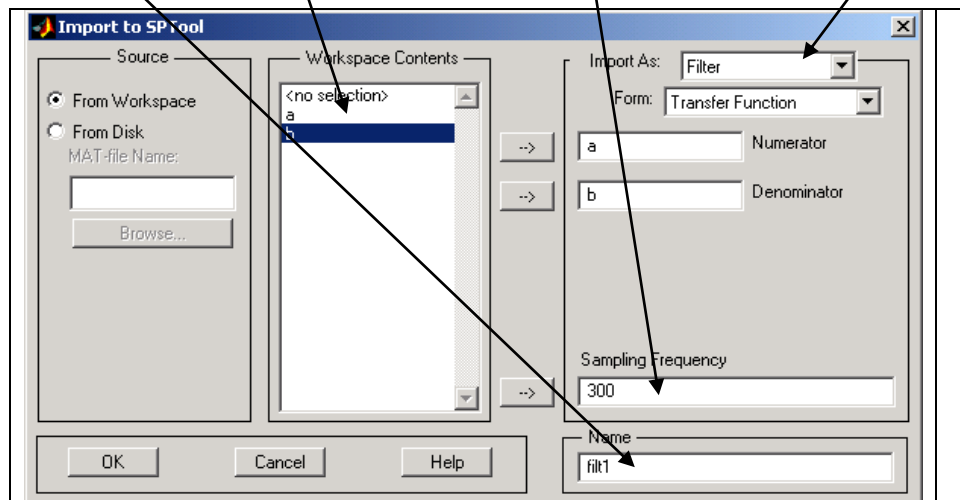 Import to SPTool
Source
From Workspace
From Disk
MAT-file Name:
Browse...
Workspace Contents
<no selection>
a
b
-->
-->
-->
Import As: Filter
Form: Transfer Function
a Numerator
b Denominator
Sampling Frequency
300
Name
filt1
OK Cancel Help